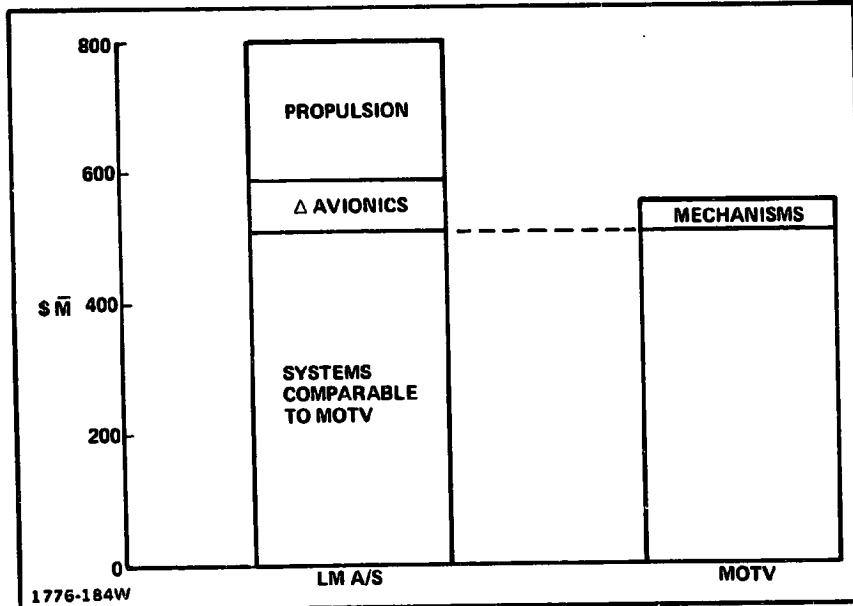 800
PROPULSION
600
Δ AVIONICS
MECHANISMS
$ M̄ 400
SYSTEMS
COMPARABLE
TO MOTV
200
0
LM A/S
MOTV
1776-184W